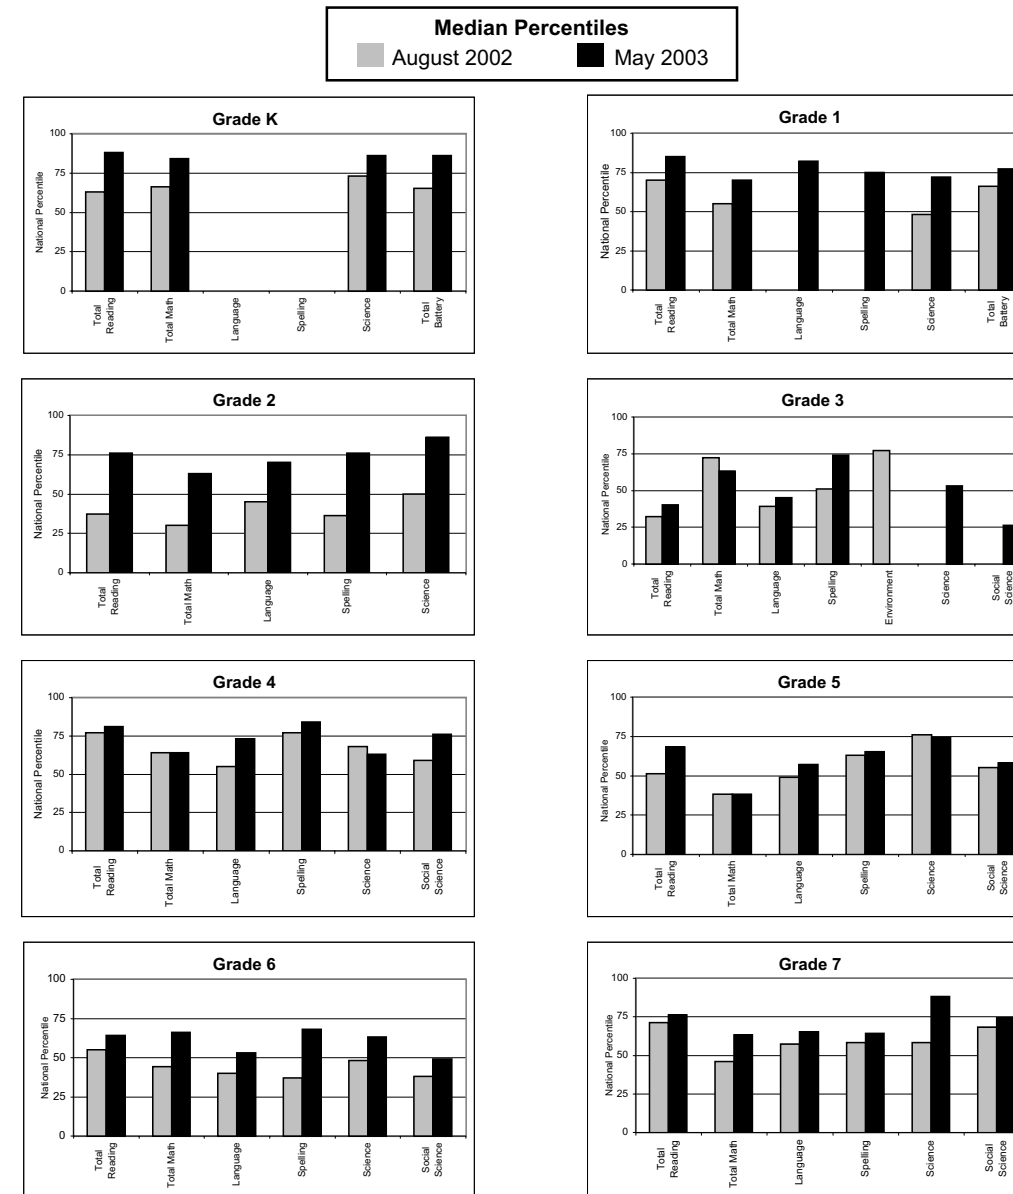 Median Percentiles
August 2002 May 2003
Grade K
National Percentile
100
75
50
25
0
Total
Reading
Total Math
Language
Spelling
Science
Total
Battery
Grade 1
National Percentile
100
75
50
25
0
Total
Reading
Total Math
Language
Spelling
Science
Total
Battery
Grade 2
National Percentile
100
75
50
25
0
Total
Reading
Total Math
Language
Spelling
Science
Grade 3
National Percentile
100
75
50
25
0
Total
Reading
Total Math
Language
Spelling
Environment
Science
Social
Science
Grade 4
National Percentile
100
75
50
25
0
Total
Reading
Total Math
Language
Spelling
Science
Social
Science
Grade 5
National Percentile
100
75
50
25
0
Total
Reading
Total Math
Language
Spelling
Science
Social
Science
Grade 6
National Percentile
100
75
50
25
0
Total
Reading
Total Math
Language
Spelling
Science
Social
Science
Grade 7
National Percentile
100
75
50
25
0
Total
Reading
Total Math
Language
Spelling
Science
Social
Science